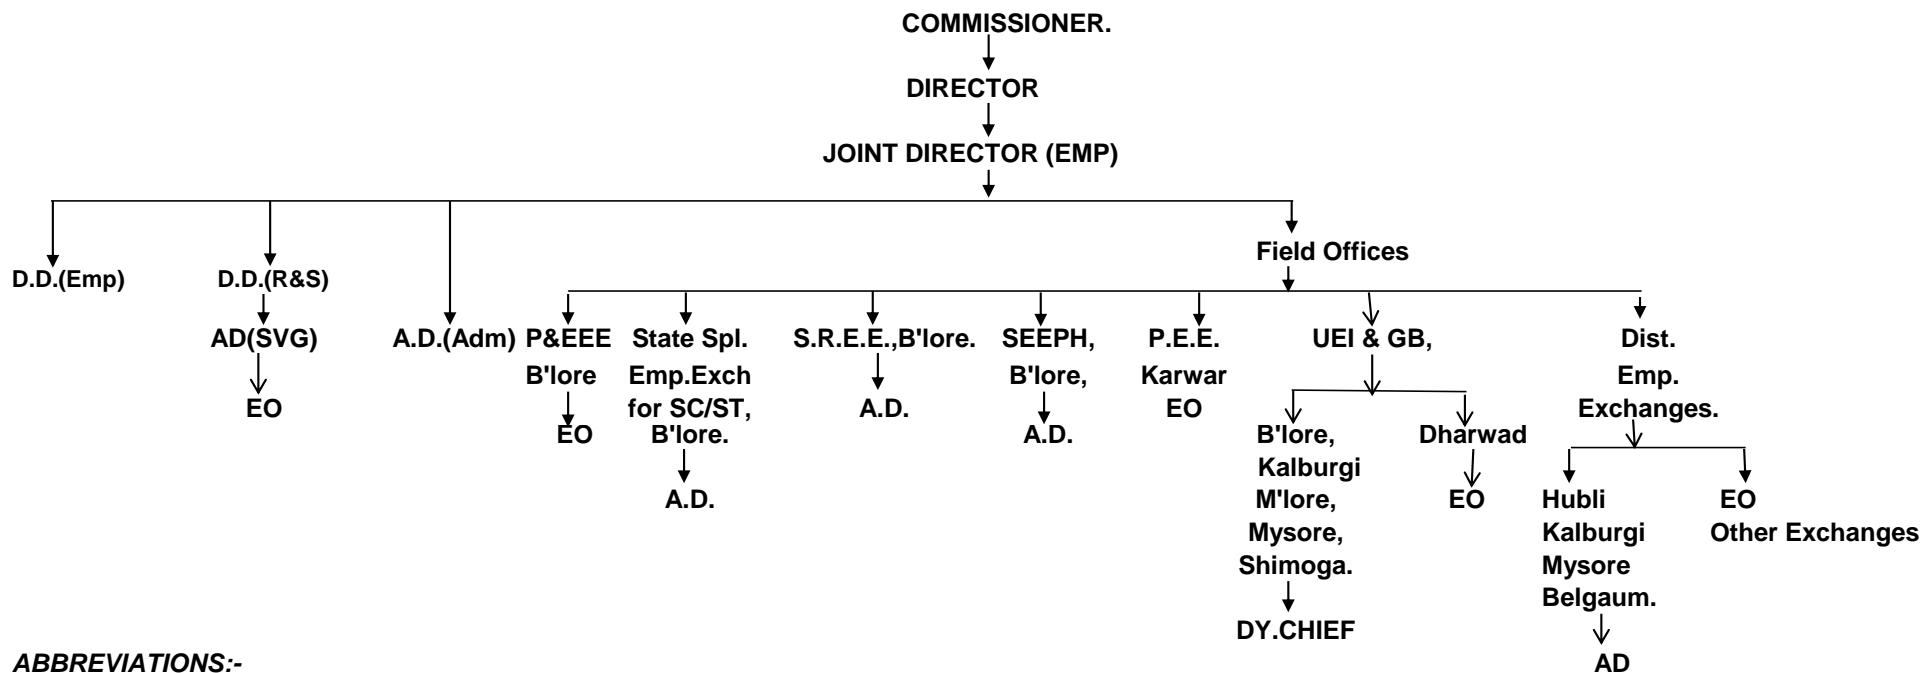 COMMISSIONER.
DIRECTOR
JOINT DIRECTOR (EMP)
Field Offices
D.D.(Emp)
D.D.(R&S)
AD(SVG)
EO
A.D.(Adm)
P&EEE
B'lore
EO
State Spl.
Emp.Exch
for SC/ST,
B'lore.
A.D.
S.R.E.E.,B'lore.
A.D.
SEEPH,
B'lore,
A.D.
P.E.E.
Karwar
EO
UEI & GB,
B'lore,
Kalburgi
M'lore,
Mysore,
Shimoga.
DY.CHIEF
Dharwad
EO
Dist.
Emp.
Exchanges.
Hubli
Kalburgi
Mysore
Belgaum.
AD
EO
Other Exchanges
ABBREVIATIONS:-